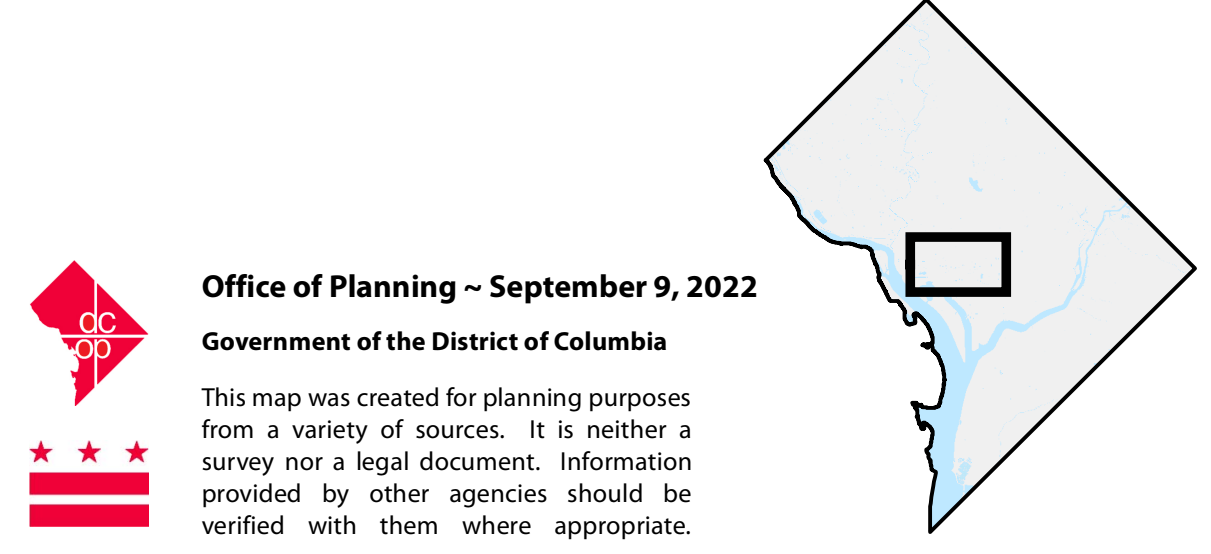 dc
op
Office of Planning ~ September 9, 2022
Government of the District of Columbia
This map was created for planning purposes
from a variety of sources. It is neither a
survey nor a legal document. Information
provided by other agencies should be
verified with them where appropriate.